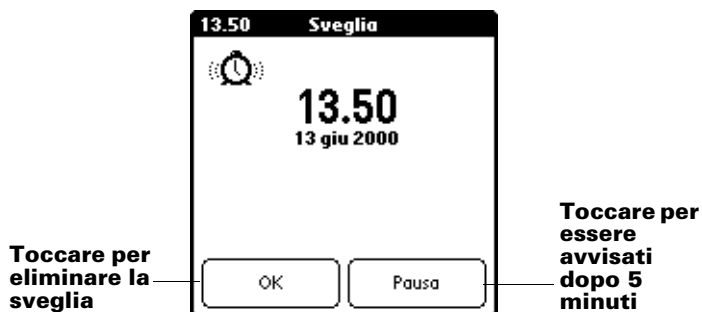 13.50 Sveglia
13.50
13 giu 2000
Toccare per
eliminare la
sveglia
OK Pausa
Toccare per
essere
avvisati
dopo 5
minuti